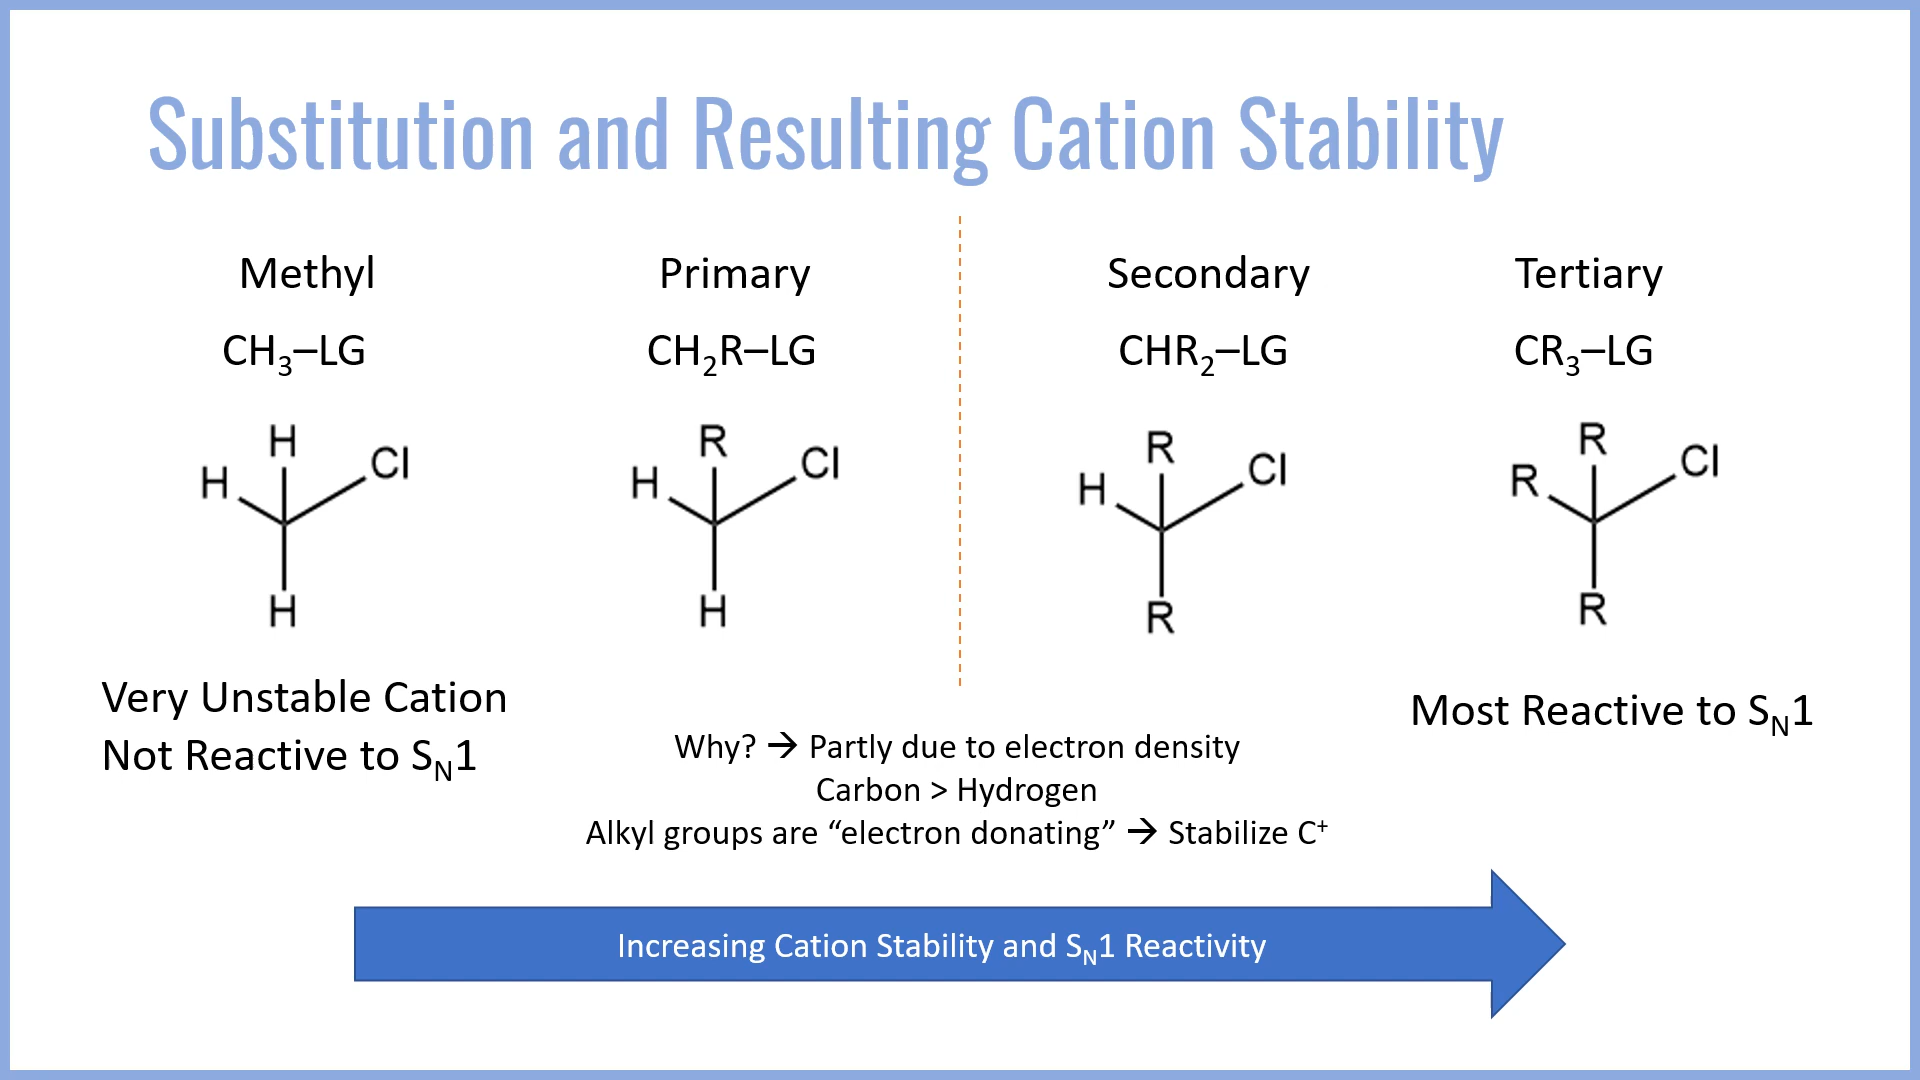 Substitution and Resulting Cation Stability
Methyl
CH₃–LG
H
H
Cl
H
Very Unstable Cation
Not Reactive to Sₙ1
Primary
CH₂R–LG
R
H
Cl
H
Secondary
CHR₂–LG
R
H
Cl
R
Tertiary
CR₃–LG
R
R
Cl
R
Most Reactive to Sₙ1
Why? → Partly due to electron density
Carbon > Hydrogen
Alkyl groups are “electron donating” → Stabilize C⁺
Increasing Cation Stability and Sₙ1 Reactivity